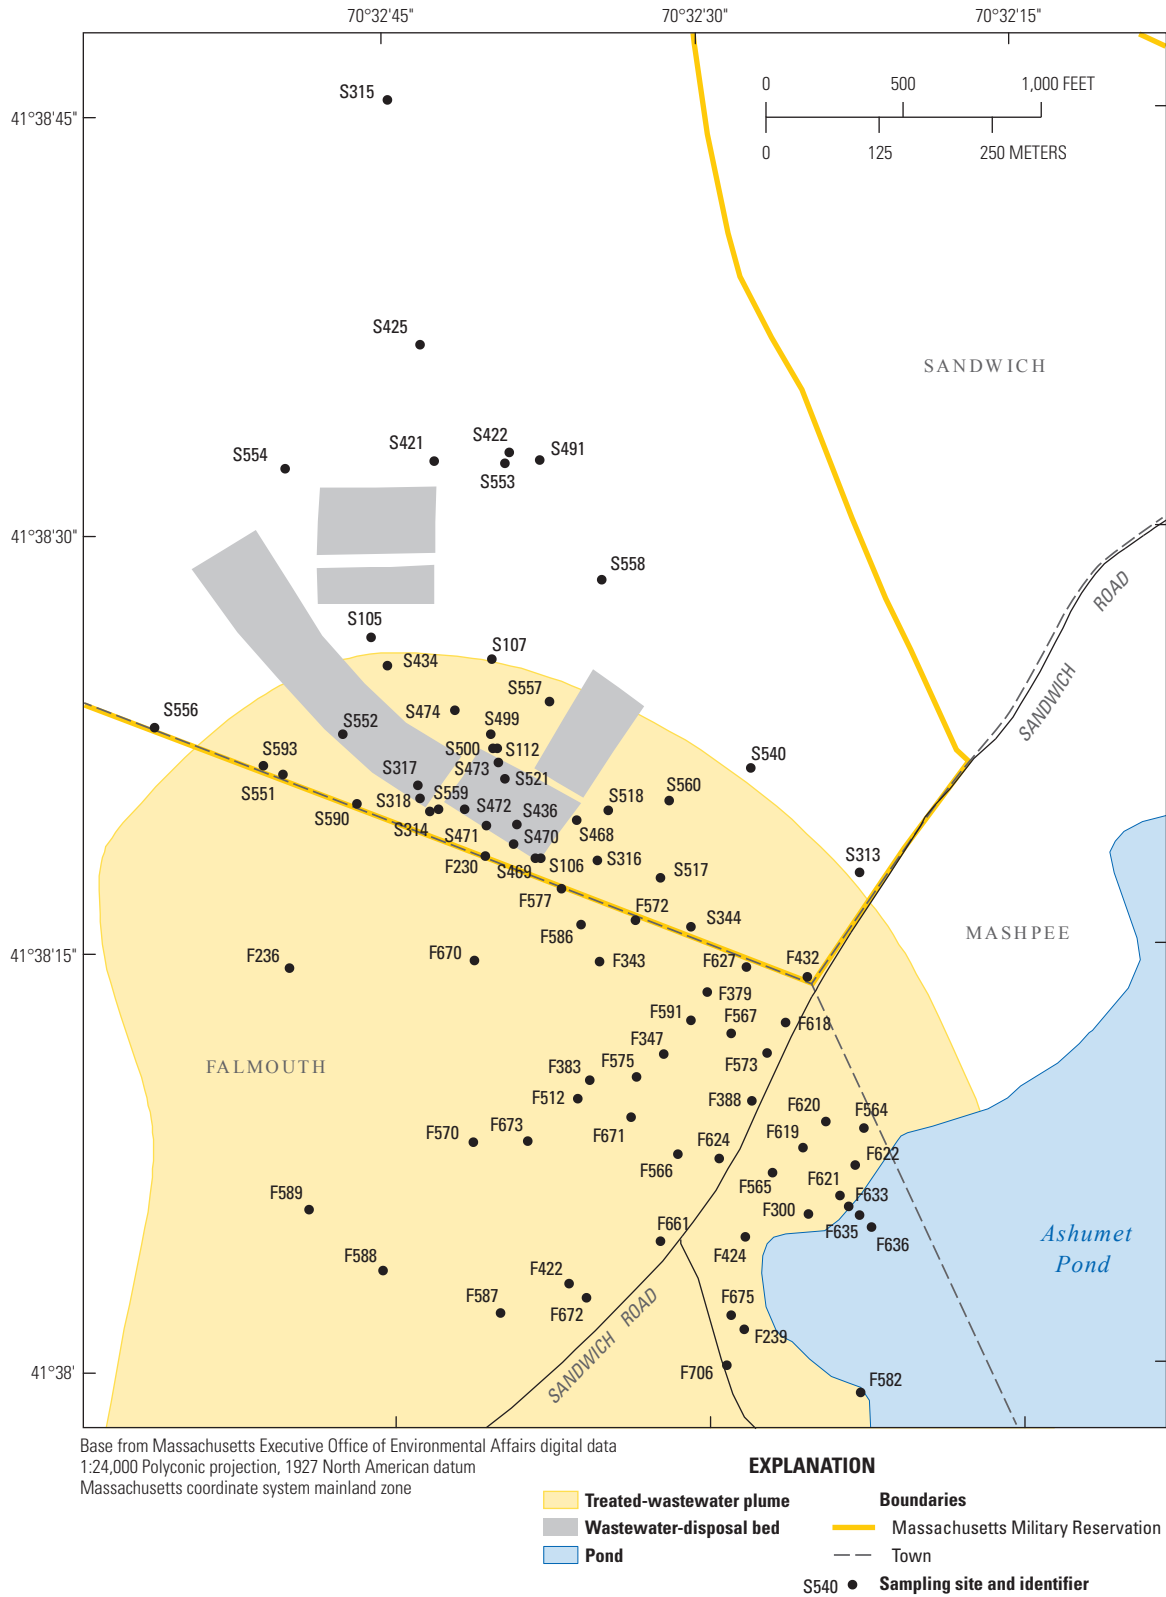 70°32'45"
70°32'30"
70°32'15"
S315
0
500
1,000 FEET
41°38'45"
0
125
250 METERS
S425
SANDWICH
S422
S421
S491
S554
S553
41°38'30"
S558
ROAD
S105
S107
S434
SANDWICH
S557
S556
S474
S552
S499
S500
S112
S593
S540
S473
S317
S521
S551
S560
S318
S559
S518
S590
S472
S436
S314
S471
S470
S468
S313
F230
S469
S106
S316
S517
F577
F572
S344
F586
MASHPEE
41°38'15"
F236
F670
F343
F627
F432
F379
F591
F567
F618
F347
FALMOUTH
F383
F575
F573
F512
F388
F620
F564
F570
F673
F671
F624
F619
F622
F566
F565
F621
F589
F633
F300
F635
F661
F636
F424
Ashumet
Pond
F588
F422
F587
F672
F675
SANDWICH ROAD
F239
41°38'
F706
F582
Base from Massachusetts Executive Office of Environmental Affairs digital data
1:24,000 Polyconic projection, 1927 North American datum
Massachusetts coordinate system mainland zone
EXPLANATION
Treated-wastewater plume
Wastewater-disposal bed
Pond
Boundaries
Massachusetts Military Reservation
Town
S540
Sampling site and identifier